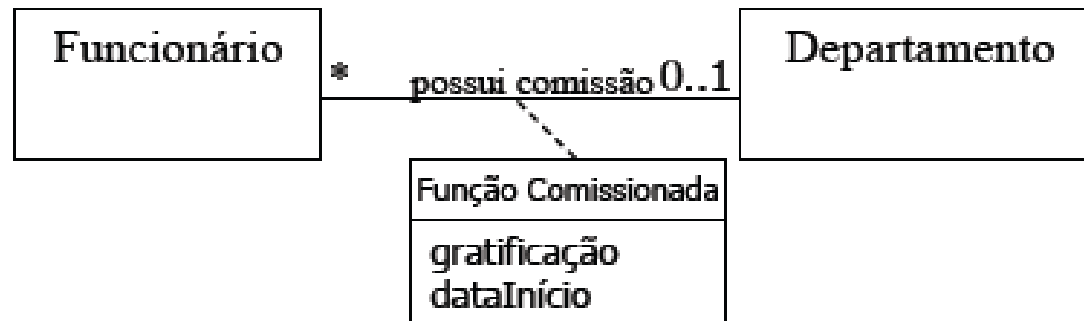 Funcionário
Departamento
*
possui comissão
0..1
Função Comissionada
gratificação
dataInício